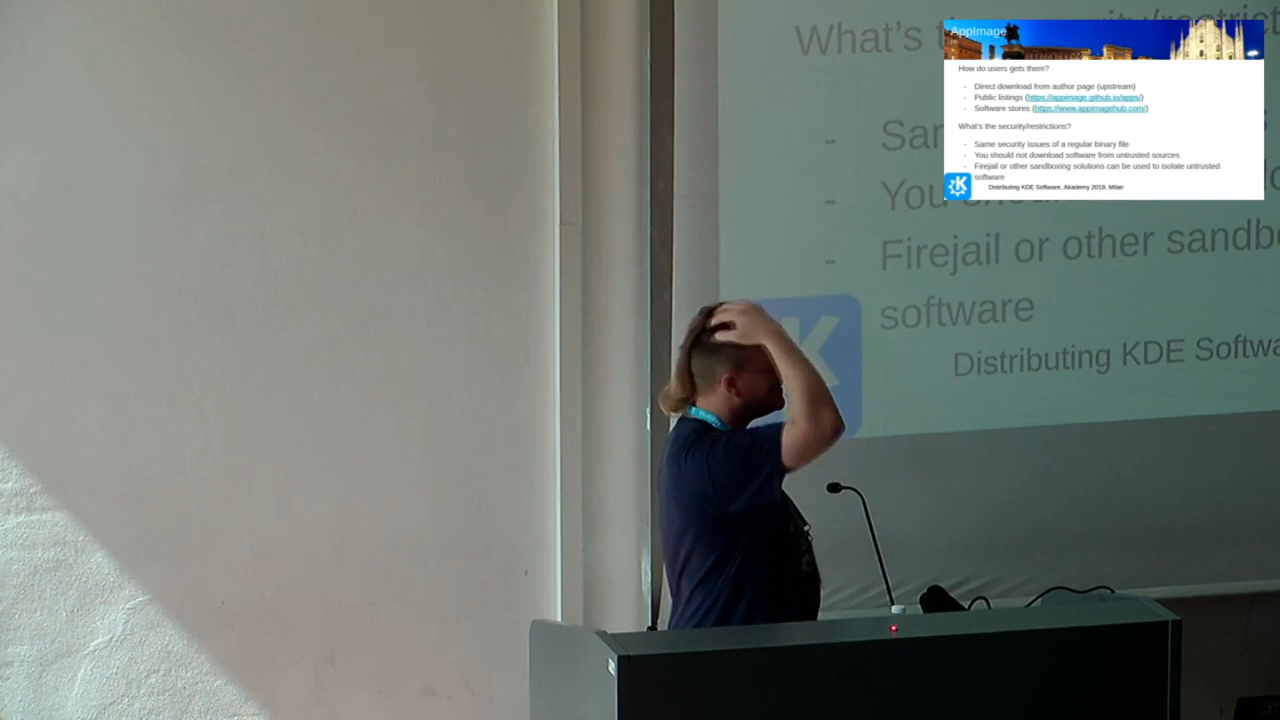 AppImage
How do users gets them?
- Direct download from author page (upstream)
- Public listings (https://appimage.github.io/apps/)
- Software stores (https://www.appimagehub.com/)
What's the security/restrictions?
- Same security issues of a regular binary file
- You should not download software from untrusted sources
- Firejail or other sandboxing solutions can be used to isolate untrusted
software
K
Distributing KDE Software, Akademy 2019, Milan
What's
-
-
You
- Firejail or other
software
K
Distributing KDE